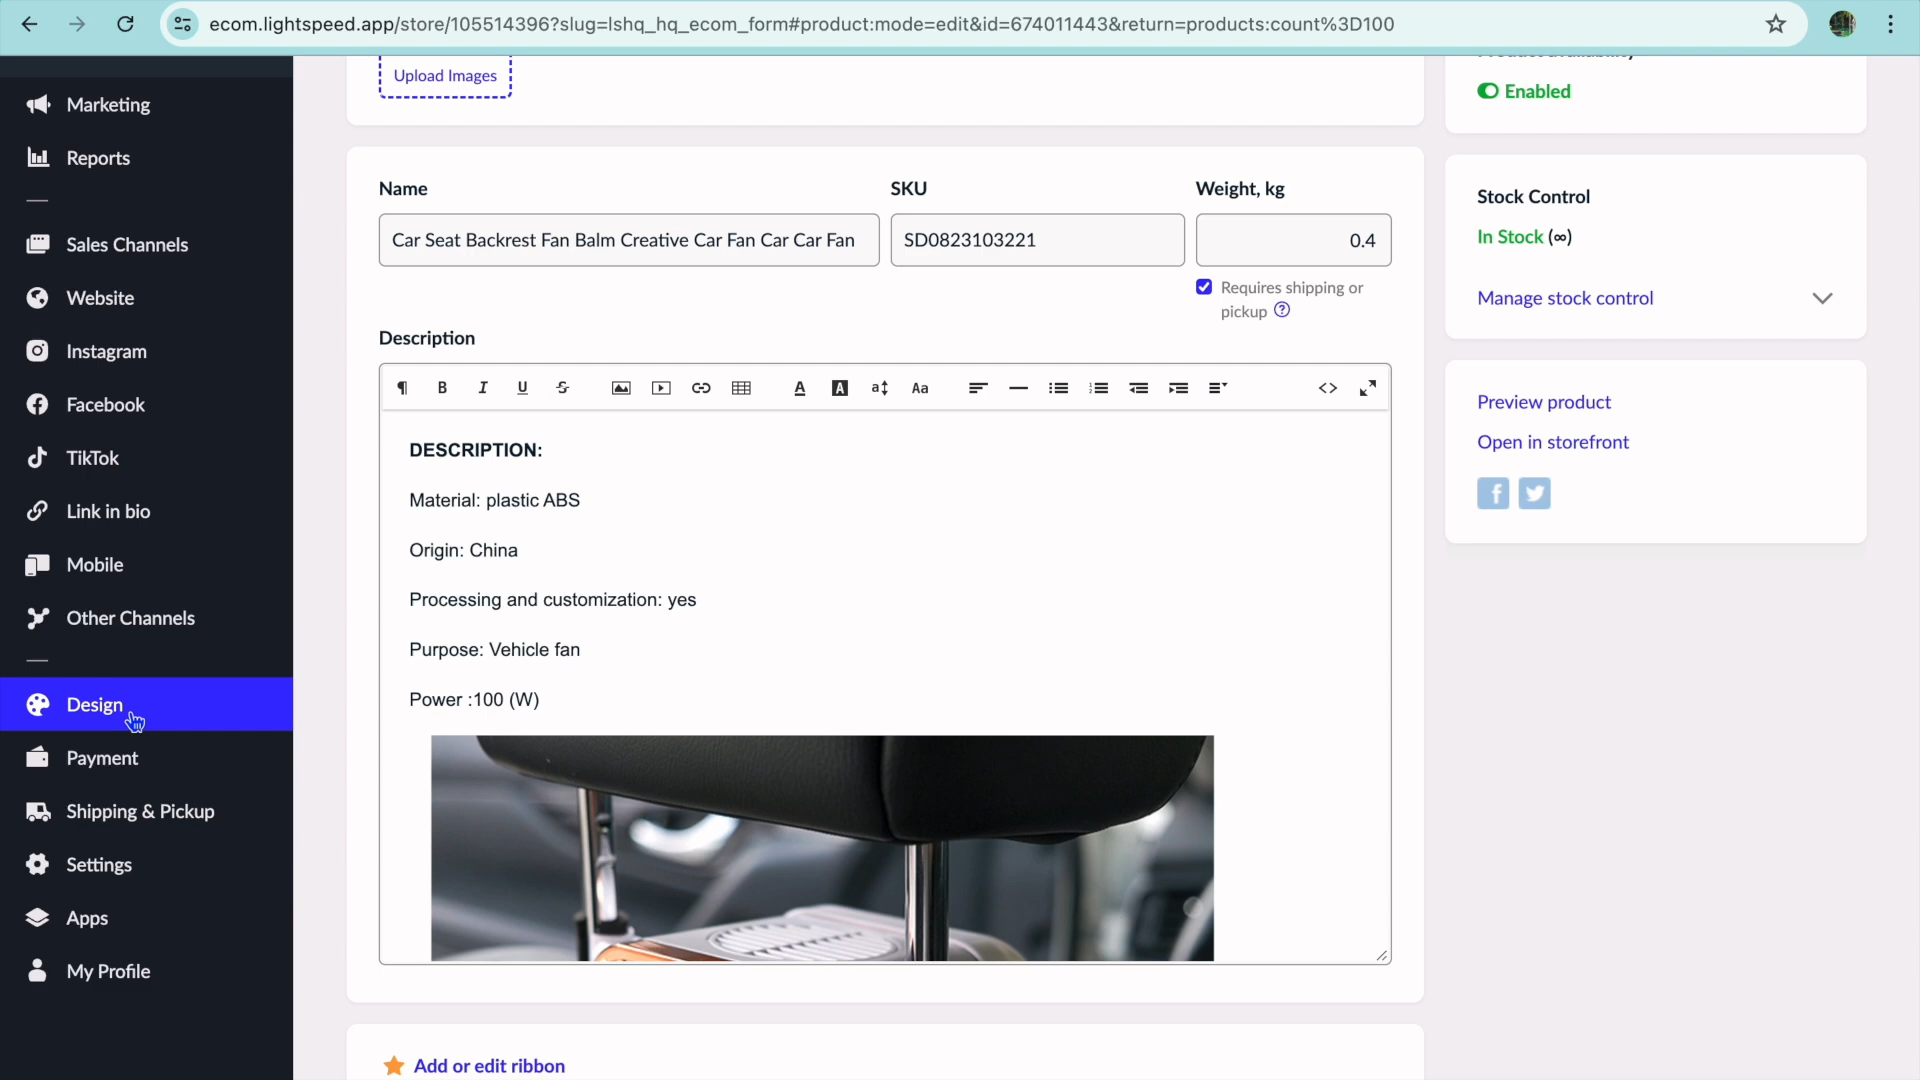 ecom.lightspeed.app/store/105514396?slug=lshq_hq_ecom_form#product:mode=edit&id=674011443&return=products:count%3D100
Marketing
Reports
Sales Channels
Website
Instagram
Facebook
TikTok
Link in bio
Mobile
Other Channels
Design
Payment
Shipping & Pickup
Settings
Apps
My Profile
Upload Images
Name
SKU
Weight, kg
Car Seat Backrest Fan Balm Creative Car Fan Car Car Fan
SD0823103221
0.4
Requires shipping or
pickup
Description
B I U S
A A a Aa
DESCRIPTION:
Material: plastic ABS
Origin: China
Processing and customization: yes
Purpose: Vehicle fan
Power :100 (W)
Add or edit ribbon
Enabled
Stock Control
In Stock (∞)
Manage stock control
Preview product
Open in storefront